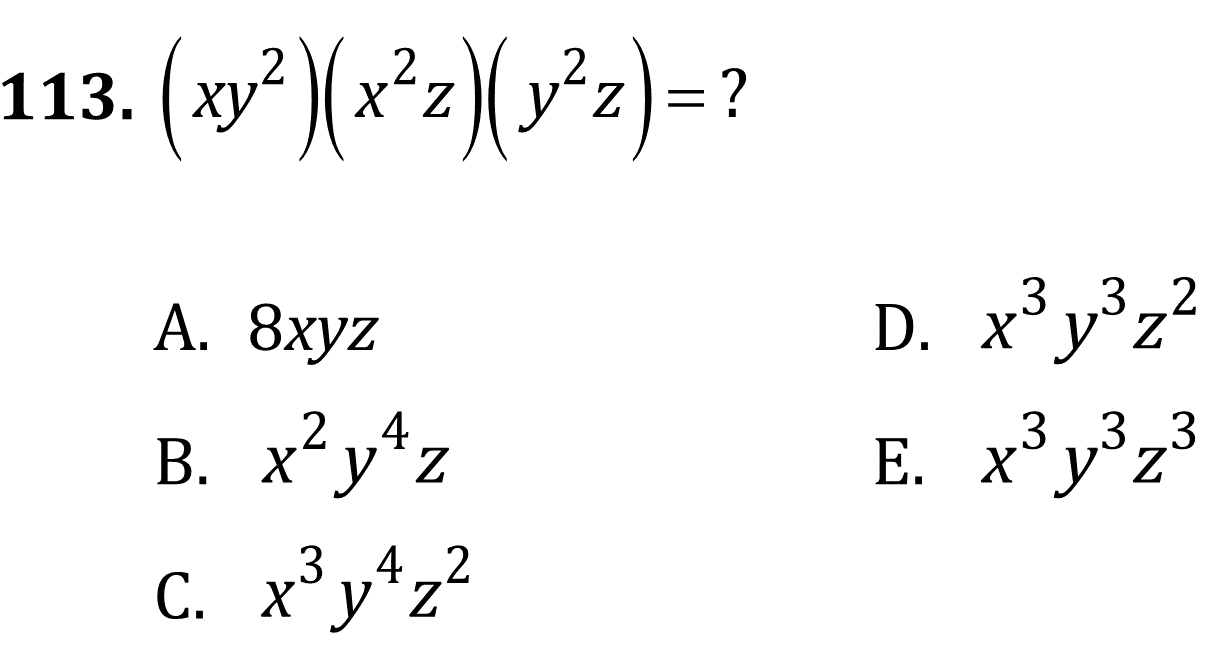 113. (xy²)(x²z)(y²z) = ?
A. 8xyz
B. x²y⁴z
C. x³y⁴z²
D. x³y³z²
E. x³y³z³